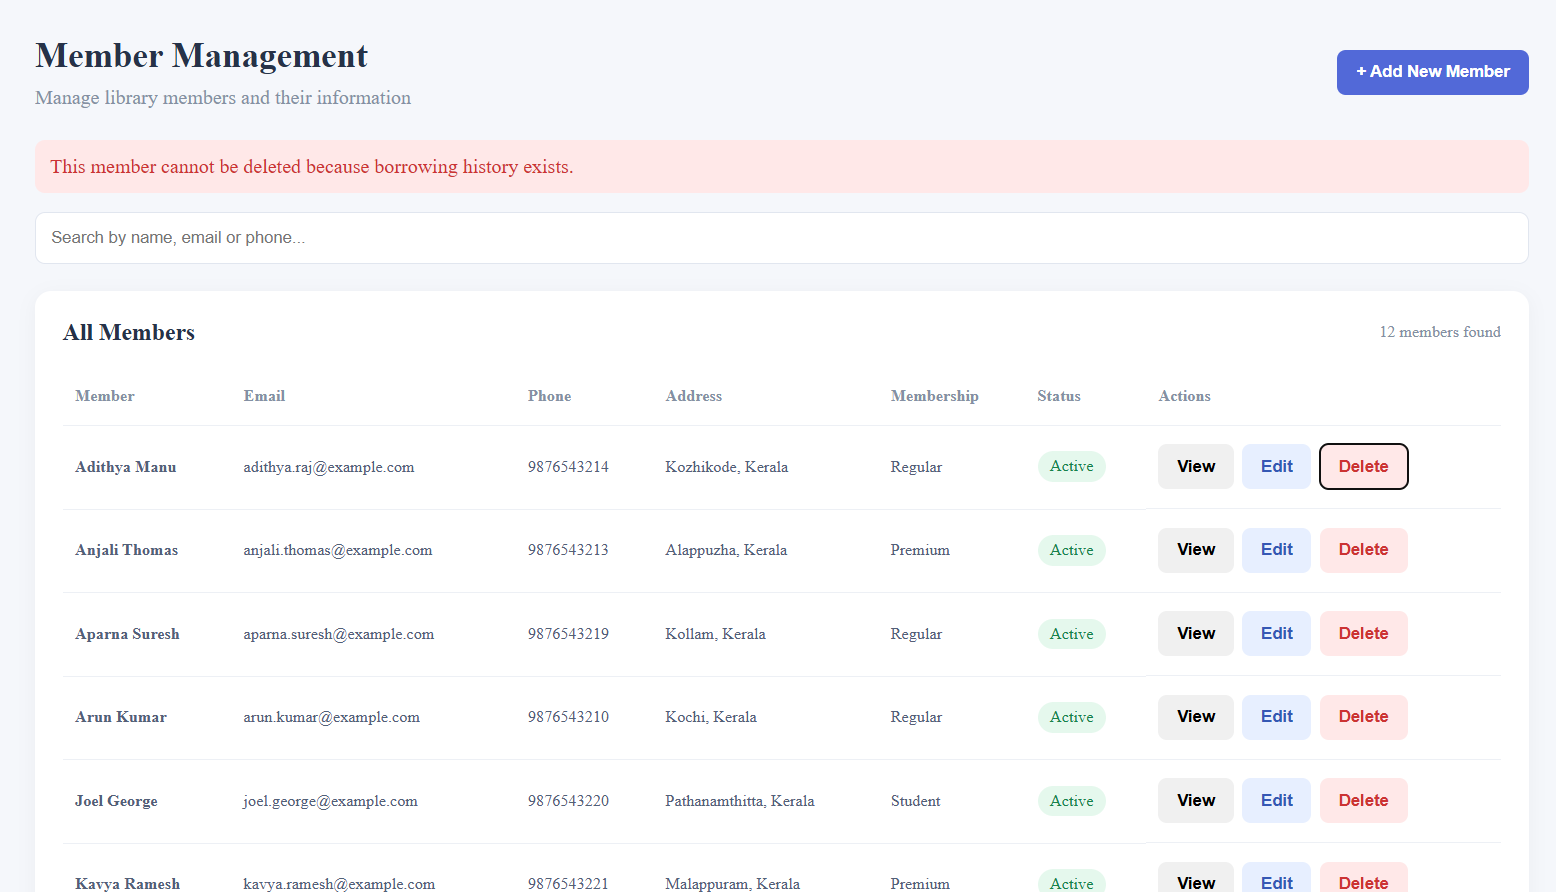 Member Management
Manage library members and their information
+ Add New Member
This member cannot be deleted because borrowing history exists.
Search by name, email or phone...
All Members
12 members found
Member Email Phone Address Membership Status Actions
Adithya Manu adithya.raj@example.com 9876543214 Kozhikode, Kerala Regular Active View Edit Delete
Anjali Thomas anjali.thomas@example.com 9876543213 Alappuzha, Kerala Premium Active View Edit Delete
Aparna Suresh aparna.suresh@example.com 9876543219 Kollam, Kerala Regular Active View Edit Delete
Arun Kumar arun.kumar@example.com 9876543210 Kochi, Kerala Regular Active View Edit Delete
Joel George joel.george@example.com 9876543220 Pathanamthitta, Kerala Student Active View Edit Delete
Kavya Ramesh kavya.ramesh@example.com 9876543221 Malappuram, Kerala Premium Active View Edit Delete